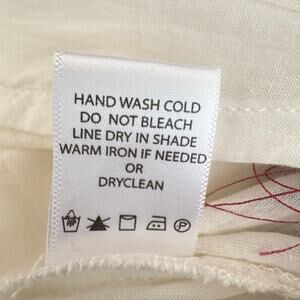 HAND WASH COLD
DO NOT BLEACH
LINE DRY IN SHADE
WARM IRON IF NEEDED
OR
DRYCLEAN
P